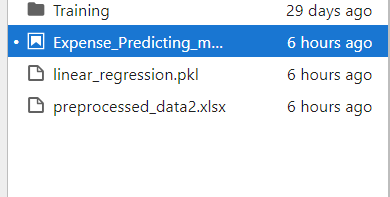 Training 29 days ago
Expense_Predicting_m... 6 hours ago
linear_regression.pkl 6 hours ago
preprocessed_data2.xlsx 6 hours ago